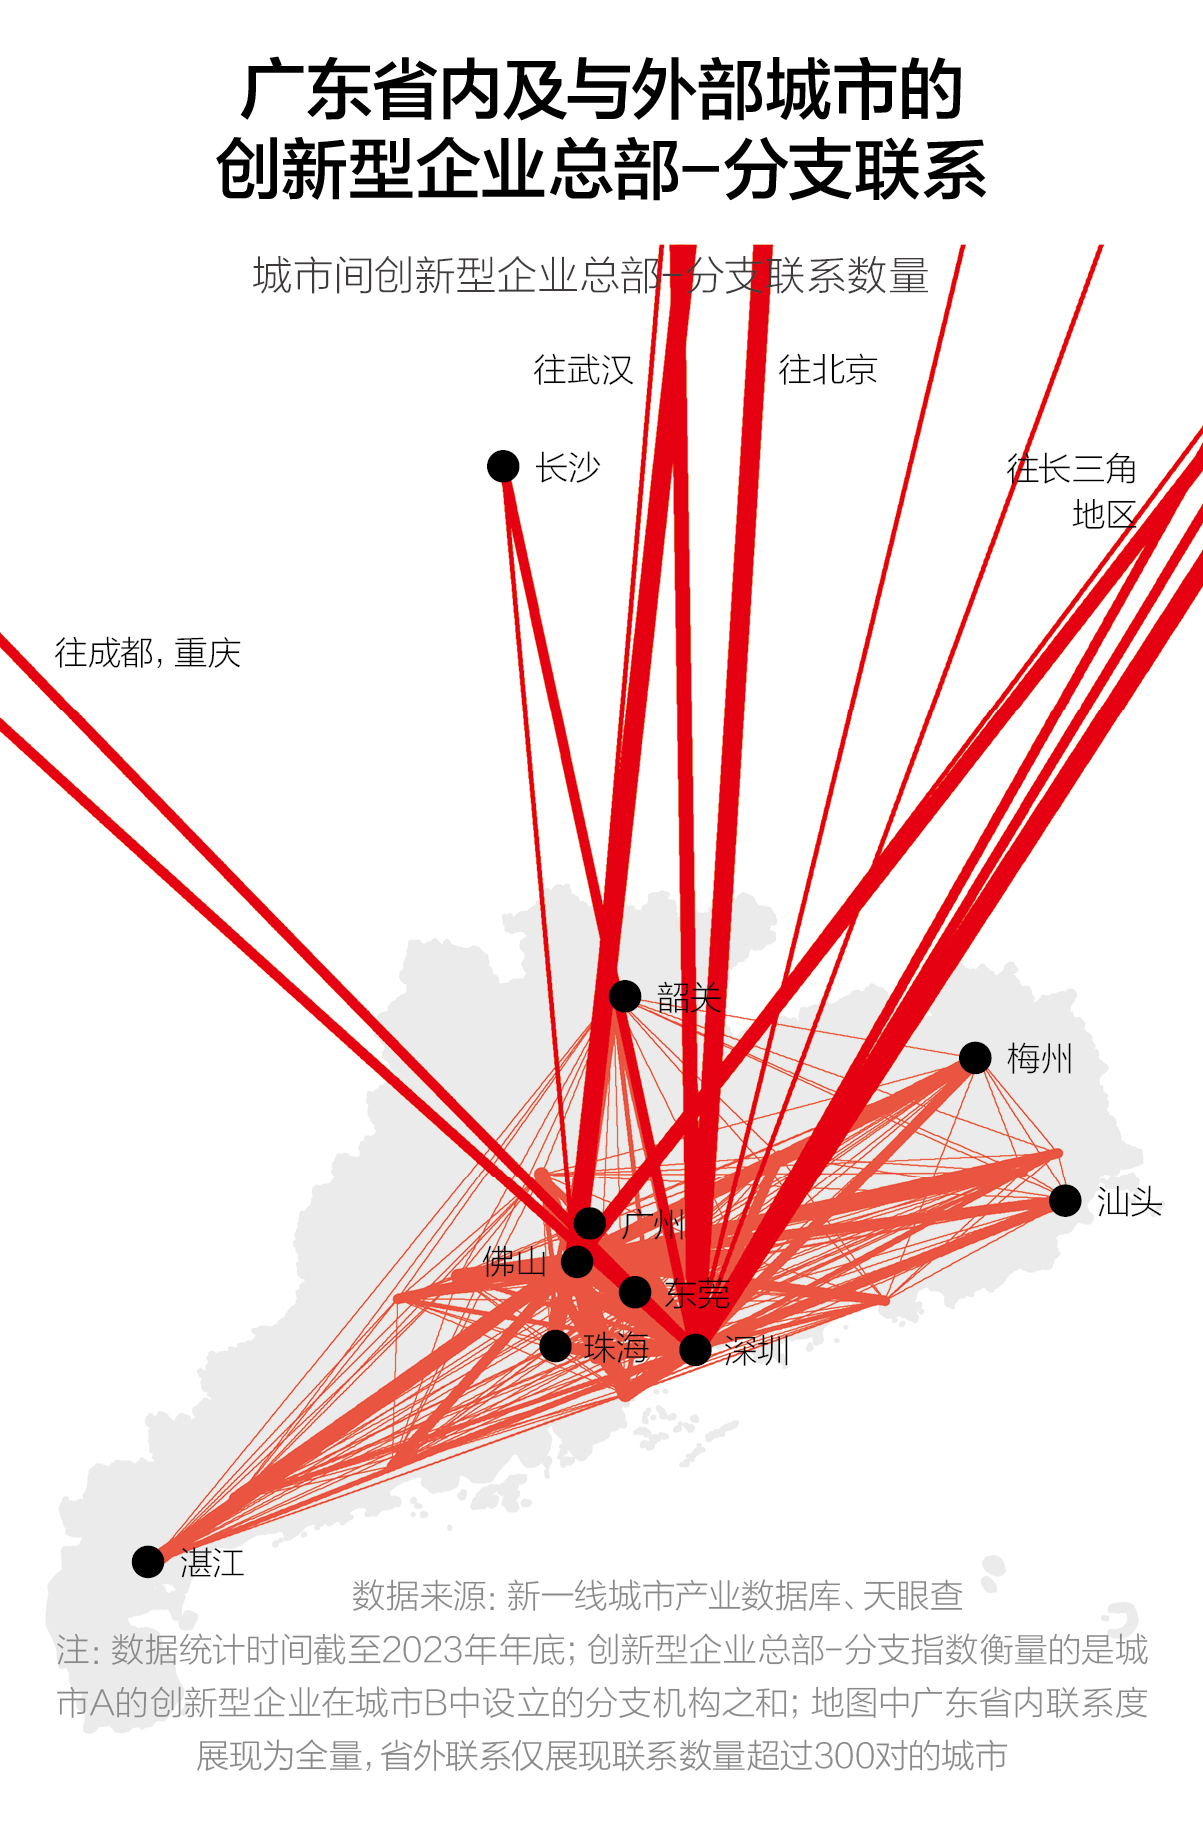 广东省内及与外部城市的
创新型企业总部-分支联系
城市间创新型企业总部-分支联系数量
往武汉
往北京
长沙
往长三角
地区
往成都，重庆
韶关
梅州
汕头
广州
佛山
东莞
珠海
深圳
湛江
数据来源：新一线城市产业数据库、天眼查
注：数据统计时间截至2023年年底；创新型企业总部-分支指数衡量的是城
市A的创新型企业在城市B中设立的分支机构之和；地图中广东省内联系度
展现为全量，省外联系仅展现联系数量超过300对的城市